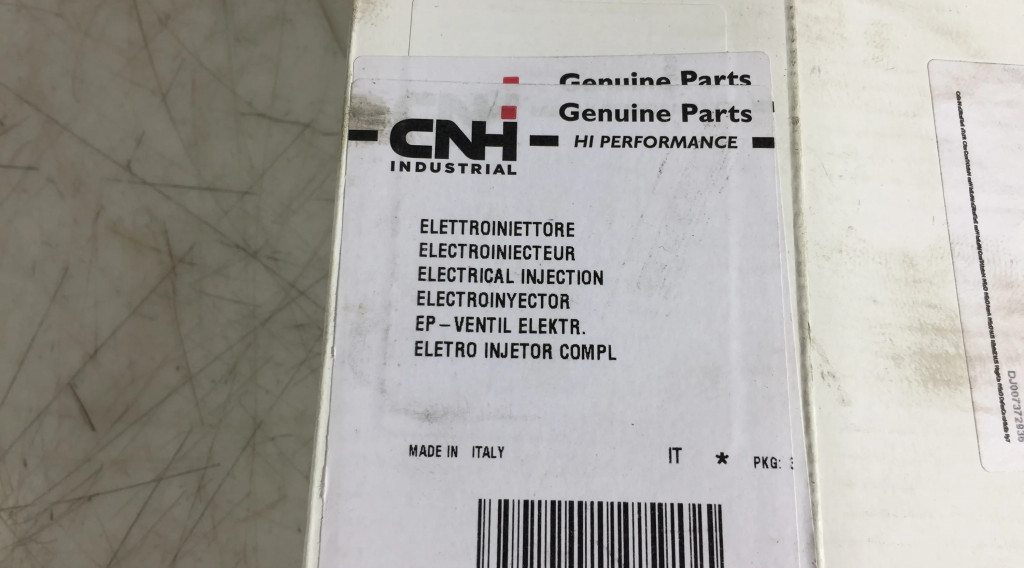 Genuine Parts
Genuine Parts
CNH
HI PERFORMANCE
INDUSTRIAL
ELETTROINIETTORE
ELECTROINIECTEUR
ELECTRICAL INJECTION
ELECTROINYECTOR
EP-VENTIL ELEKTR.
ELETRO INJETOR COMPL
MADE IN ITALY
IT * PKG:
DJ007372936